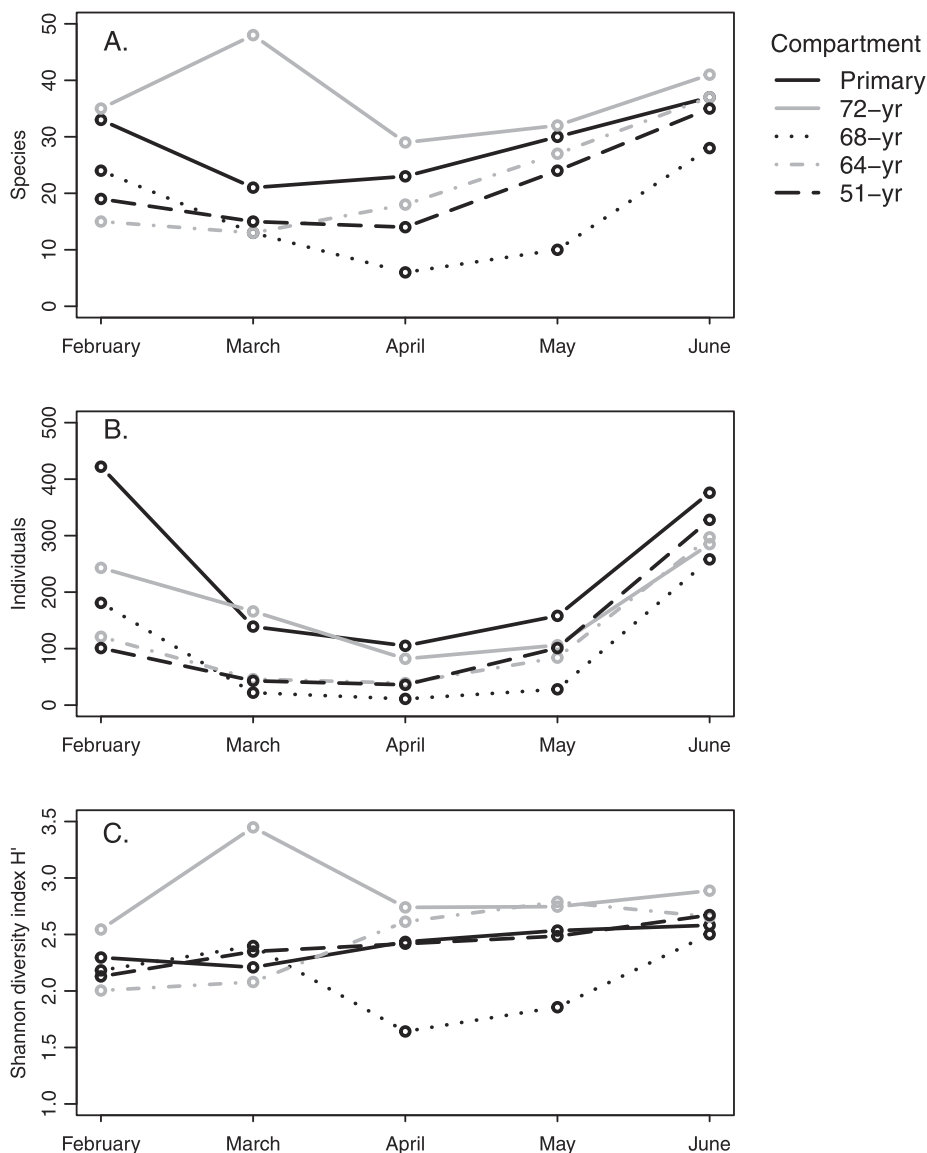 A.
Species
50
40
30
20
10
0
February March April May June
Compartment
Primary
72-yr
68-yr
64-yr
51-yr
B.
Individuals
500
400
300
200
100
0
February March April May June
C.
Shannon diversity index H'
3.5
3.0
2.5
2.0
1.5
1.0
February March April May June